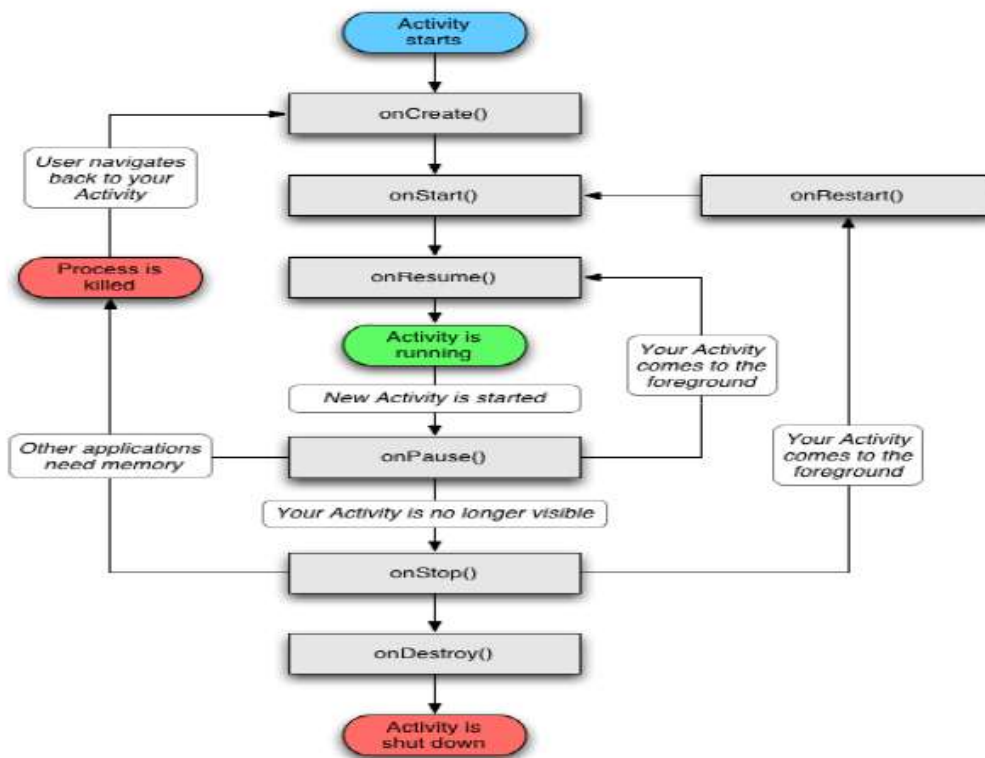 Activity
starts
onCreate()
User navigates
back to your
Activity
onStart()
onRestart()
Process is
killed
onResume()
Activity is
running
Your Activity
comes to the
foreground
New Activity is started
Other applications
need memory
onPause()
Your Activity
comes to the
foreground
Your Activity is no longer visible
onStop()
onDestroy()
Activity is
shut down